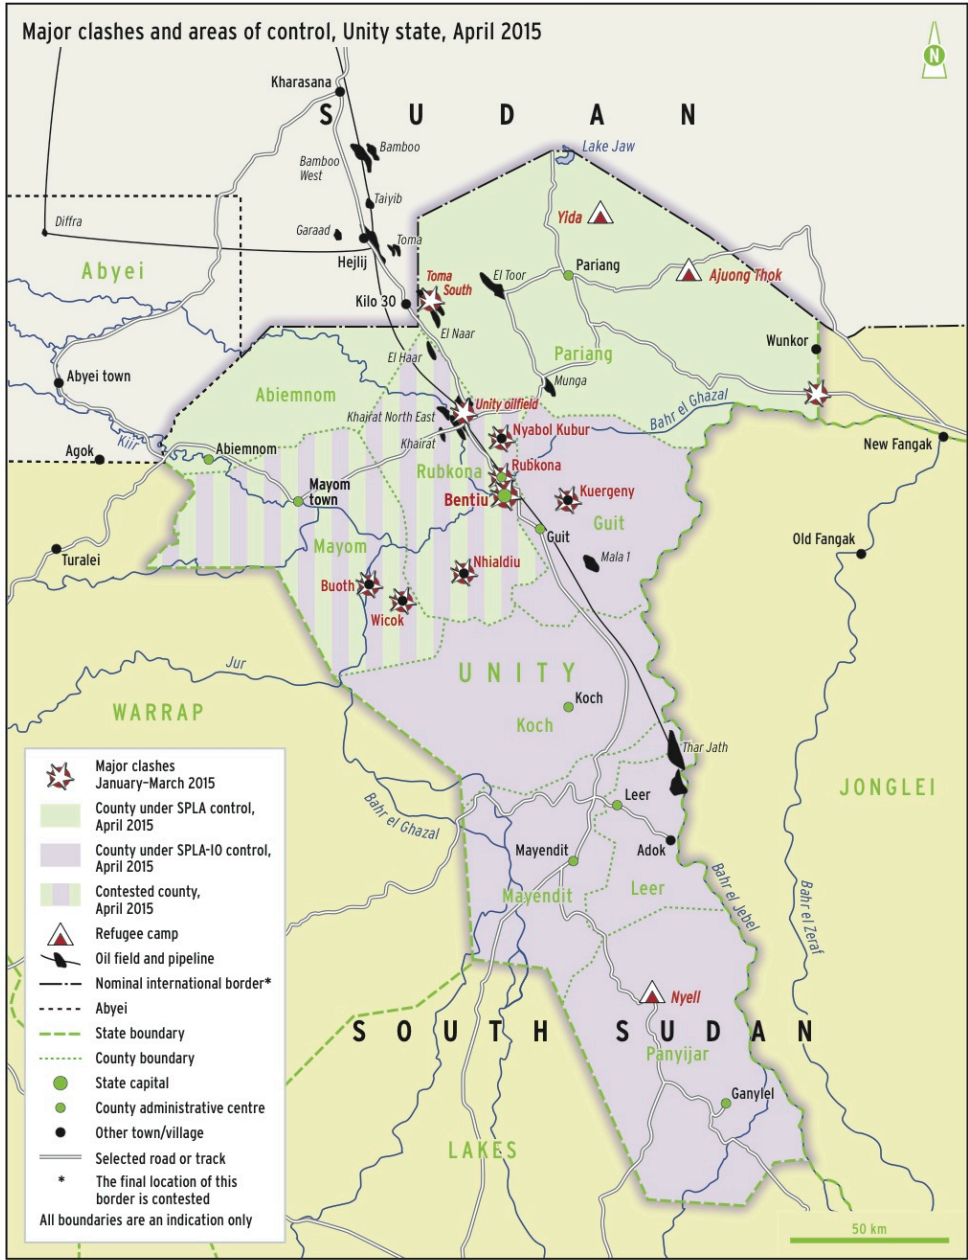 Major clashes and areas of control, Unity state, April 2015
N
Kharasana
S U D A N
Bamboo
Bamboo
West
Lake Jaw
Taiyib
Diffra
Garaad
Toma
Yida
Hejlij
Abyei
El Toor
Pariang
Ajuong Thok
Toma
South
Kilo 30
El Naar
Wunkor
El Haar
Pariang
Abyei town
Abiemnom
Munga
Unity oilfield
Bahr el Ghazal
Khairat North East
Kiir
Nyabol Kubur
New Fangak
Agok
Abiemnom
Khairat
Rubkona
Rubkona
Mayom
town
Bentiu
Kuergeny
Guit
Guit
Old Fangak
Turalei
Mayom
Mala 1
Nhialdiu
Buoth
Wicok
Jur
UNITY
Koch
WARRAP
Koch
Thar Jath
JONGLEI
Bahr el Ghazal
Leer
Mayendit
Adok
Mayendit
Leer
Bahr el Jebel
Bahr el Zeraf
Nyell
SOUTH SUDAN
Panyijar
Ganylel
LAKES
Major clashes
January–March 2015
County under SPLA control,
April 2015
County under SPLA-IO control,
April 2015
Contested county,
April 2015
Refugee camp
Oil field and pipeline
Nominal international border*
Abyei
State boundary
County boundary
State capital
County administrative centre
Other town/village
Selected road or track
* The final location of this
border is contested
All boundaries are an indication only
50 km